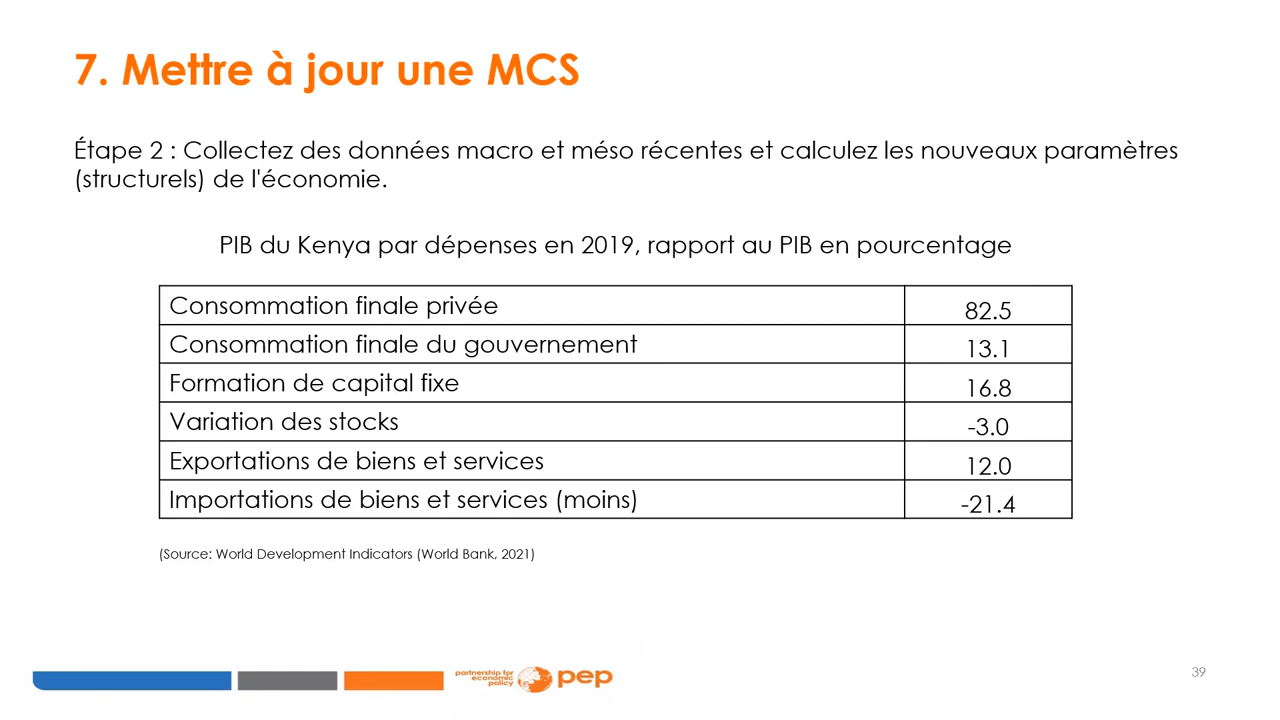 7. Mettre à jour une MCS
Étape 2 : Collectez des données macro et méso récentes et calculez les nouveaux paramètres
(structurels) de l'économie.
PIB du Kenya par dépenses en 2019, rapport au PIB en pourcentage
Consommation finale privée 82.5
Consommation finale du gouvernement 13.1
Formation de capital fixe 16.8
Variation des stocks -3.0
Exportations de biens et services 12.0
Importations de biens et services (moins) -21.4
(Source: World Development Indicators (World Bank, 2021)
partnership for
economic
policy
pep
39